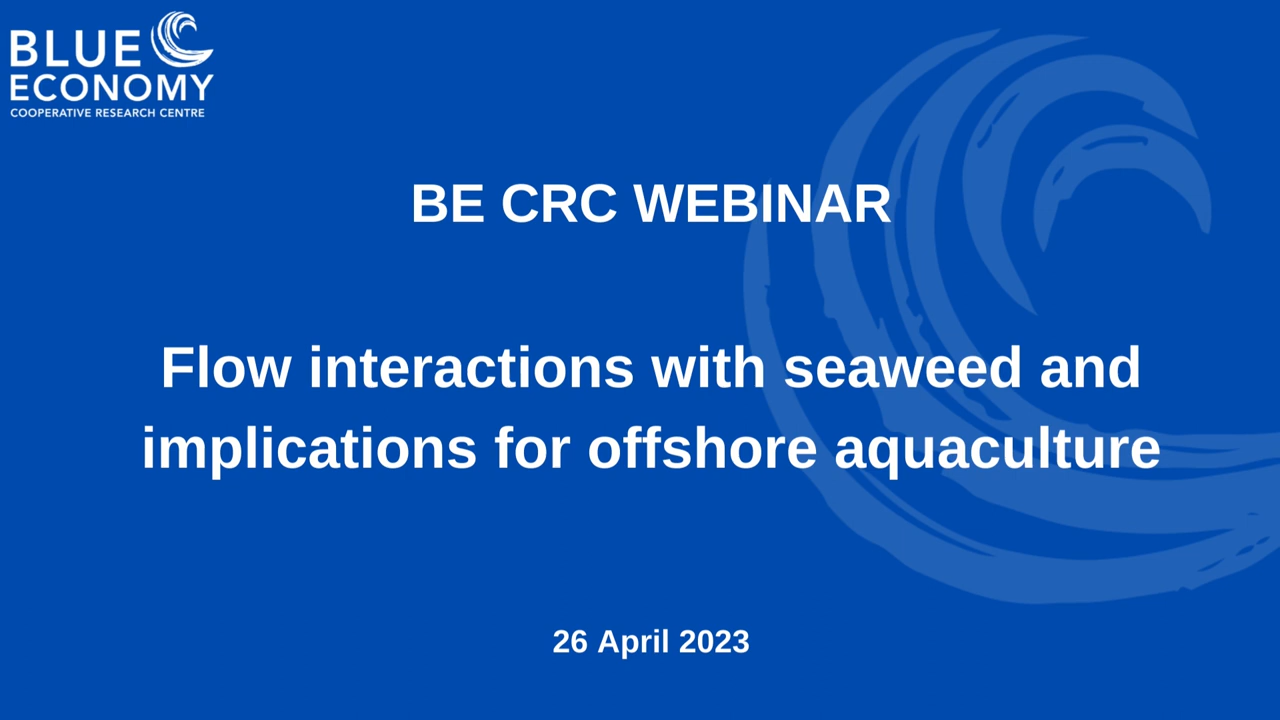 BLUE
ECONOMY
COOPERATIVE RESEARCH CENTRE
BE CRC WEBINAR
Flow interactions with seaweed and
implications for offshore aquaculture
26 April 2023